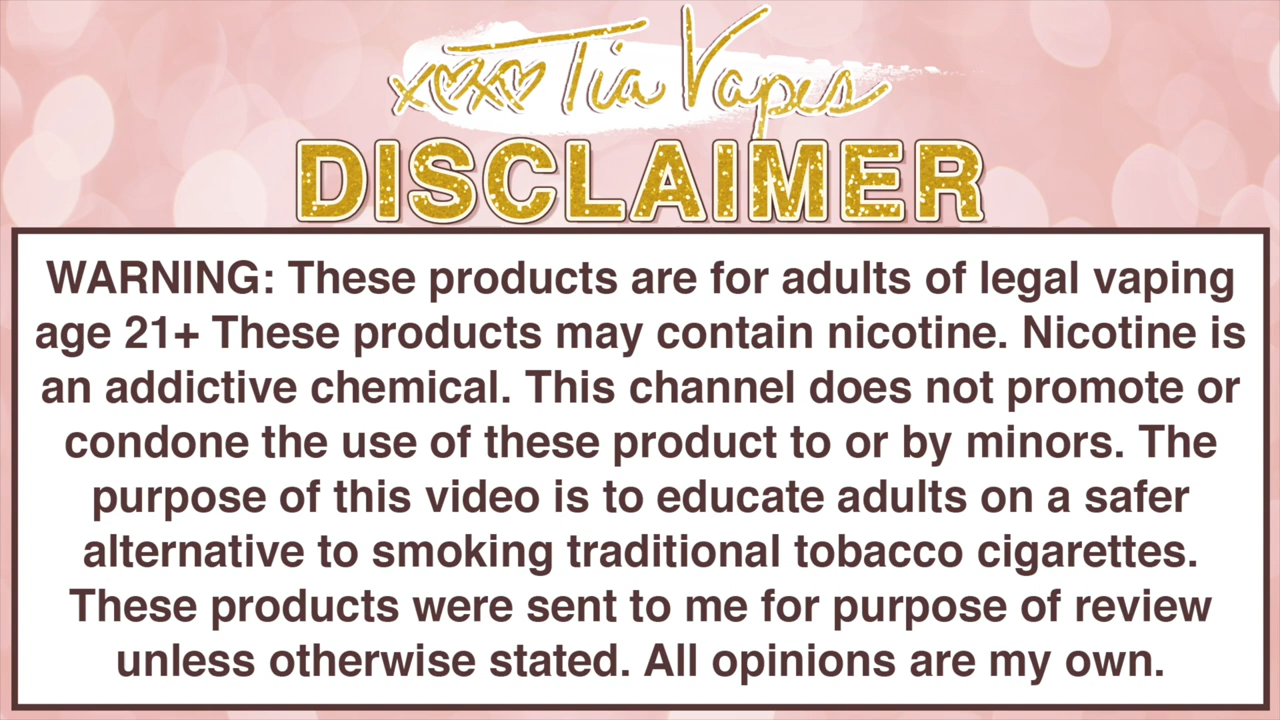 xoxo Tia Vapes
DISCLAIMER
WARNING: These products are for adults of legal vaping
age 21+ These products may contain nicotine. Nicotine is
an addictive chemical. This channel does not promote or
condone the use of these product to or by minors. The
purpose of this video is to educate adults on a safer
alternative to smoking traditional tobacco cigarettes.
These products were sent to me for purpose of review
unless otherwise stated. All opinions are my own.